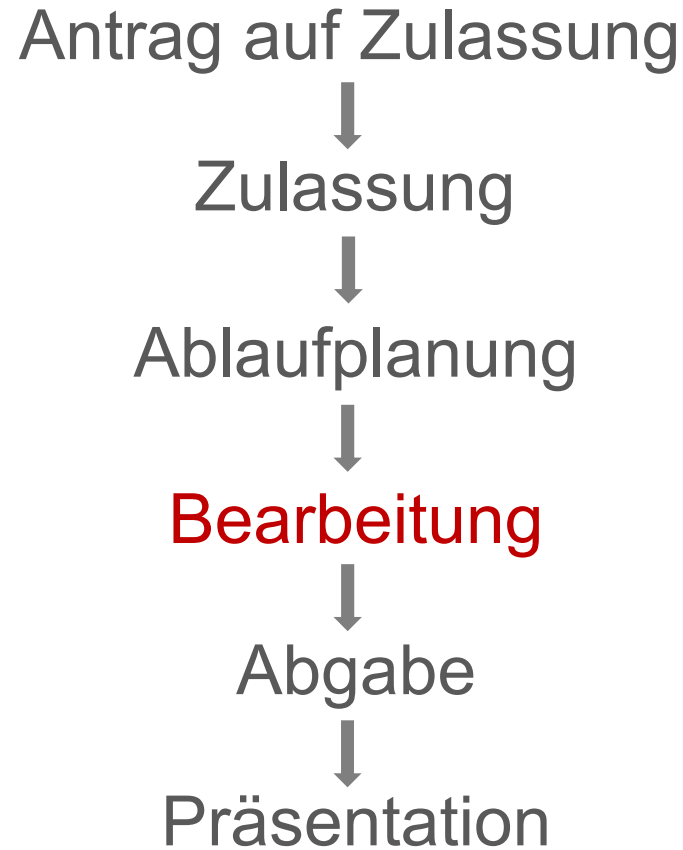 Antrag auf Zulassung
Zulassung
Ablaufplanung
Bearbeitung
Abgabe
Präsentation